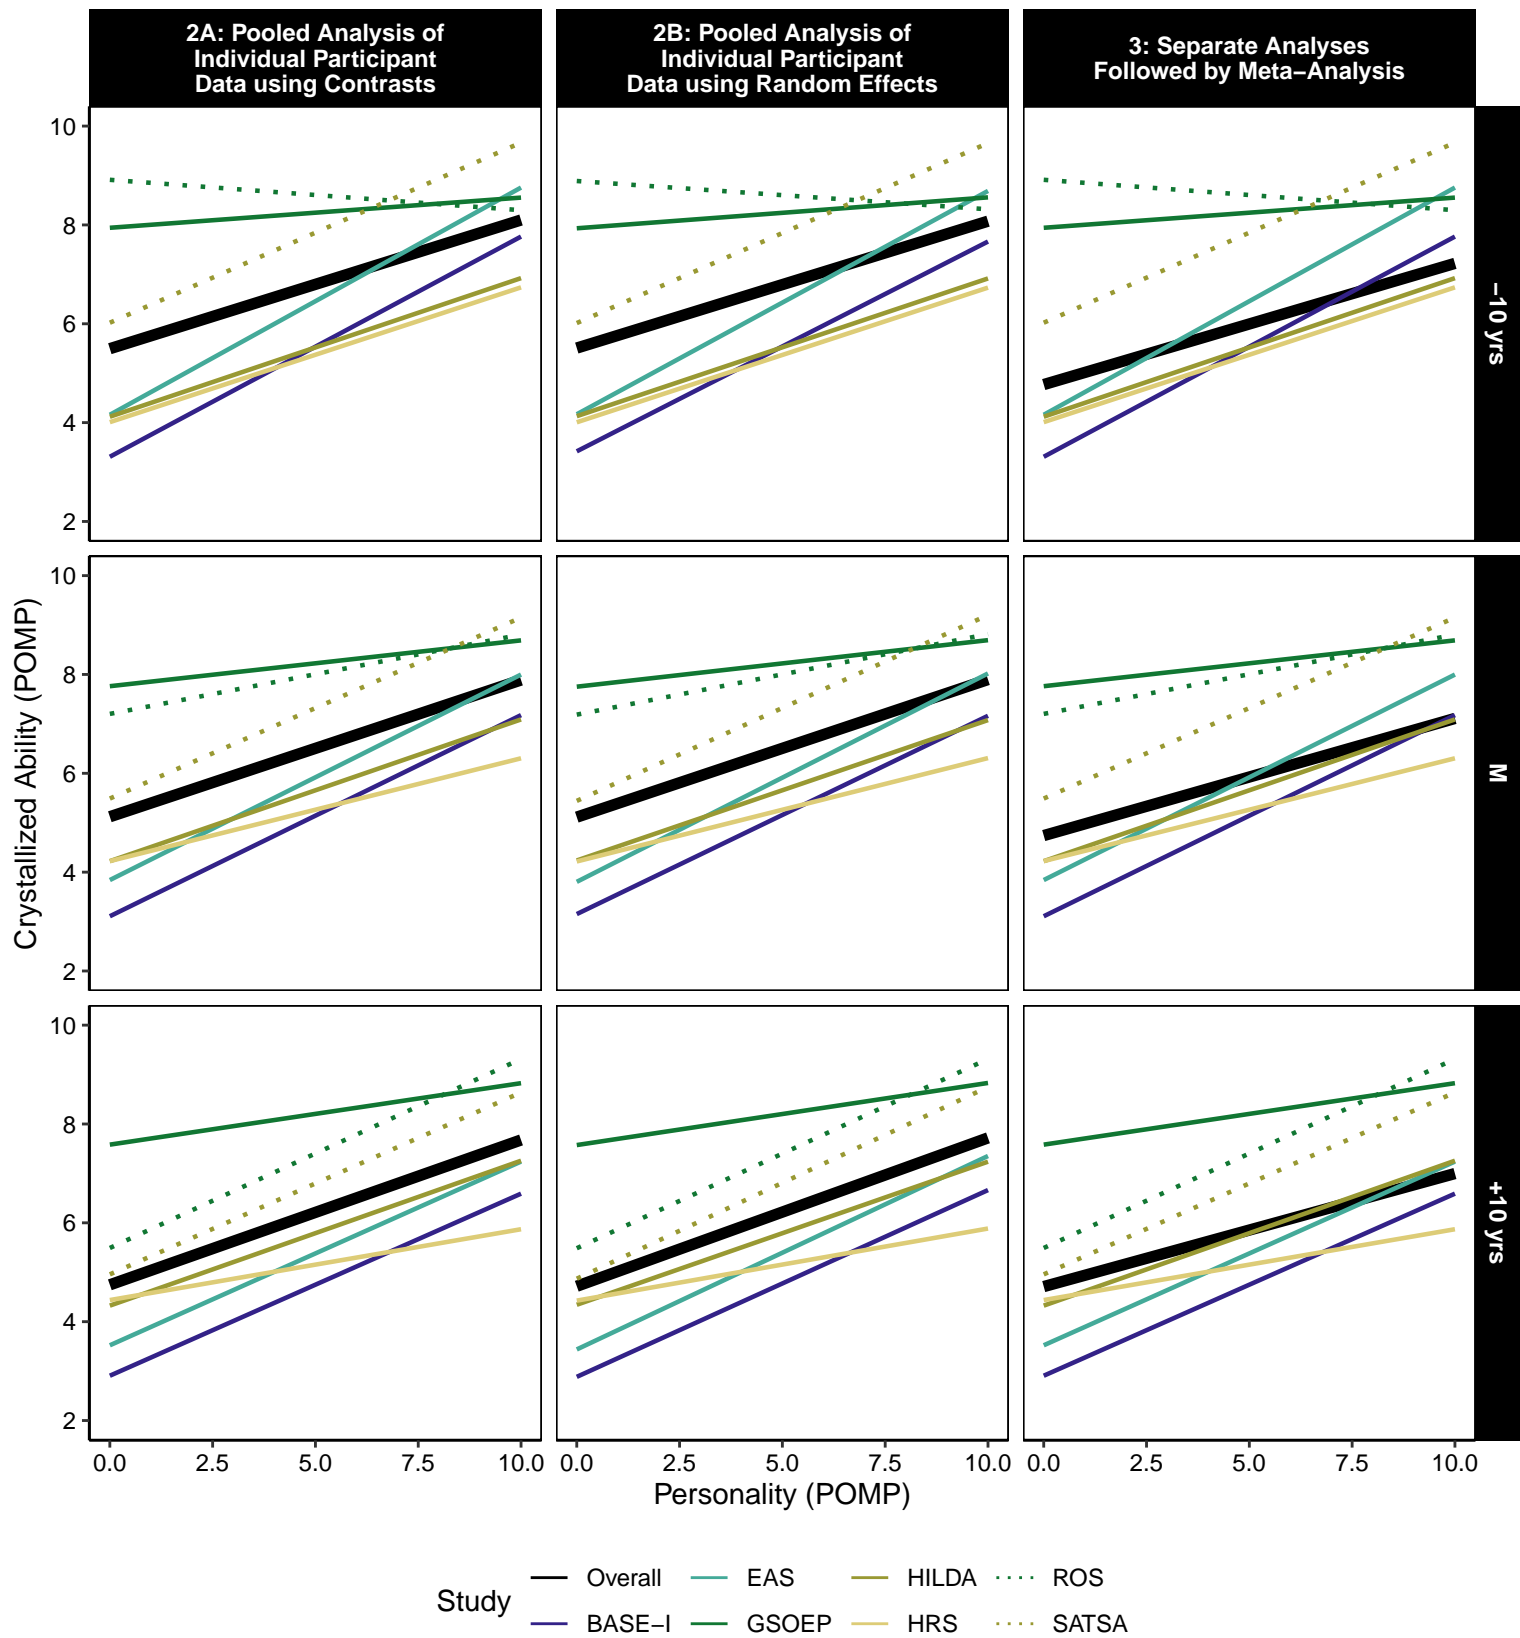 2A: Pooled Analysis of
Individual Participant
Data using Contrasts
2B: Pooled Analysis of
Individual Participant
Data using Random Effects
3: Separate Analyses
Followed by Meta−Analysis
10
8
6
4
2
−10 yrs
10
8
6
4
2
M
10
8
6
4
2
+10 yrs
Crystallized Ability (POMP)
0.0 2.5 5.0 7.5 10.0
0.0 2.5 5.0 7.5 10.0
0.0 2.5 5.0 7.5 10.0
Personality (POMP)
Study
Overall EAS HILDA ROS
BASE−I GSOEP HRS SATSA